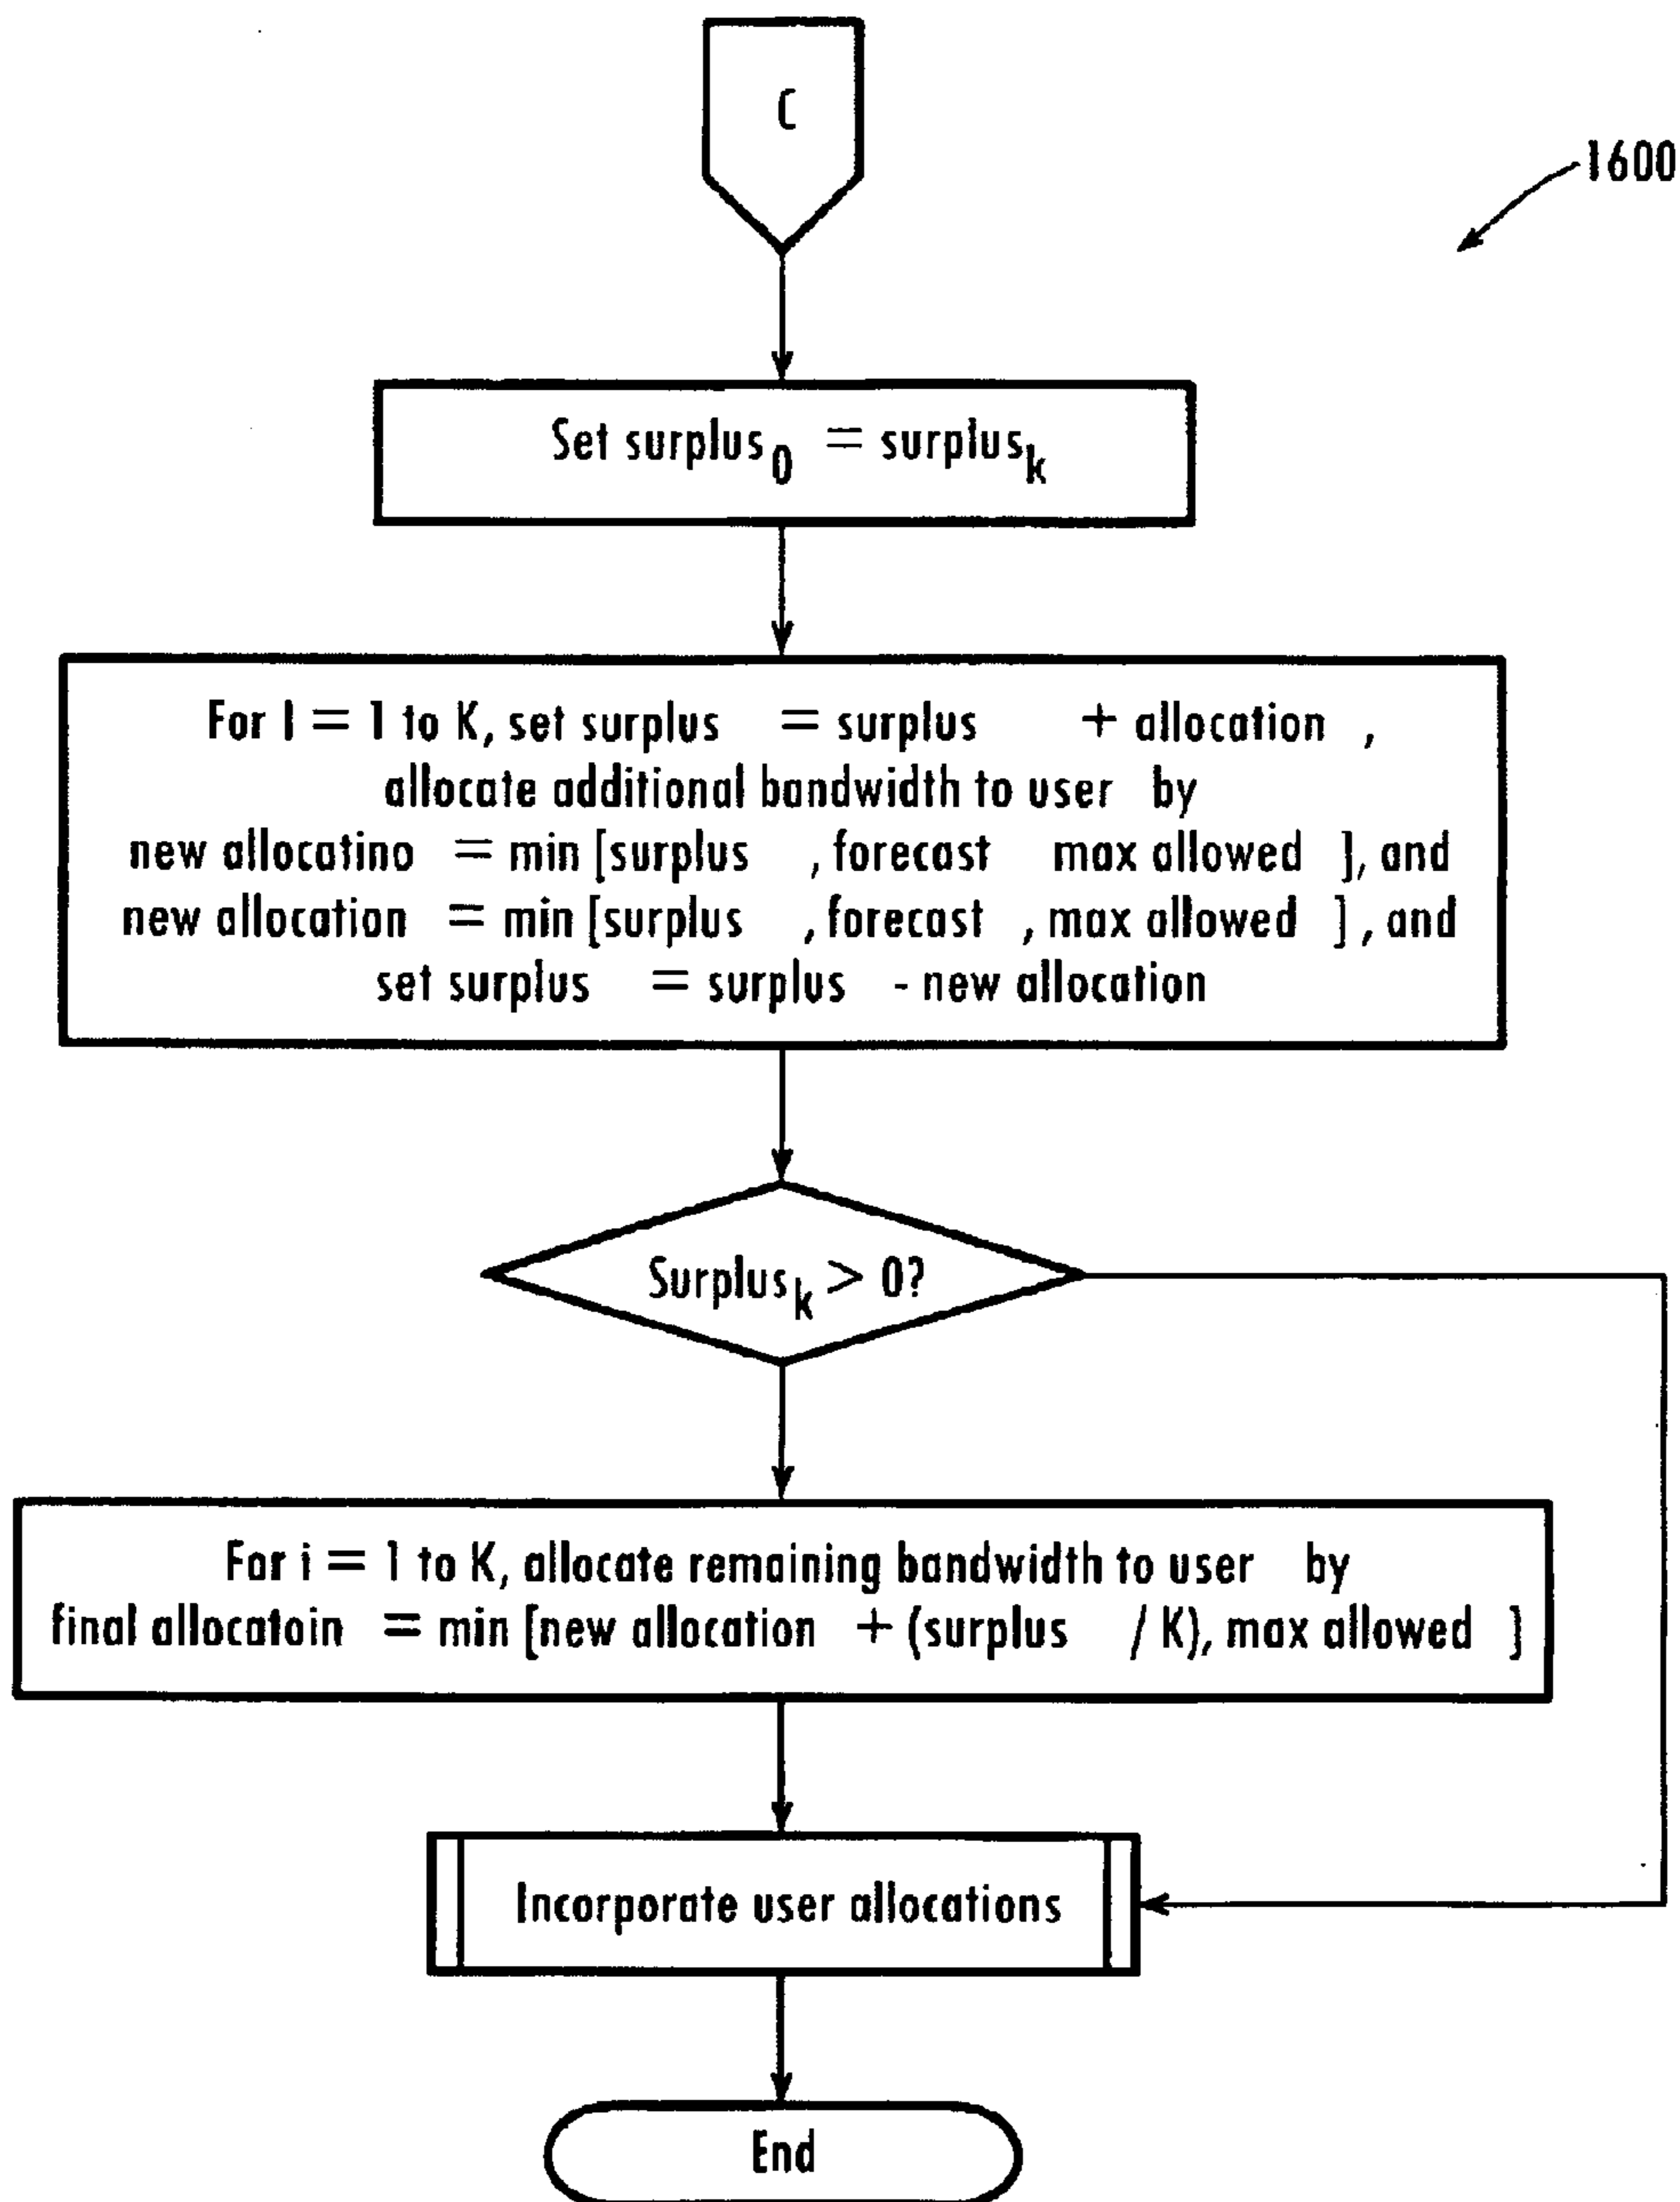 C
1600
Set surplus₀ = surplusₖ
For I = 1 to K, set surplus = surplus + allocation ,
allocate additional bandwidth to user by
new allocatino = min [surplus , forecast max allowed ], and
new allocation = min [surplus , forecast , max allowed ] , and
set surplus = surplus - new allocation
Surplusₖ > 0?
For i = 1 to K, allocate remaining bandwidth to user by
final allocatoin = min [new allocation + (surplus / K), max allowed ]
Incorporate user allocations
End